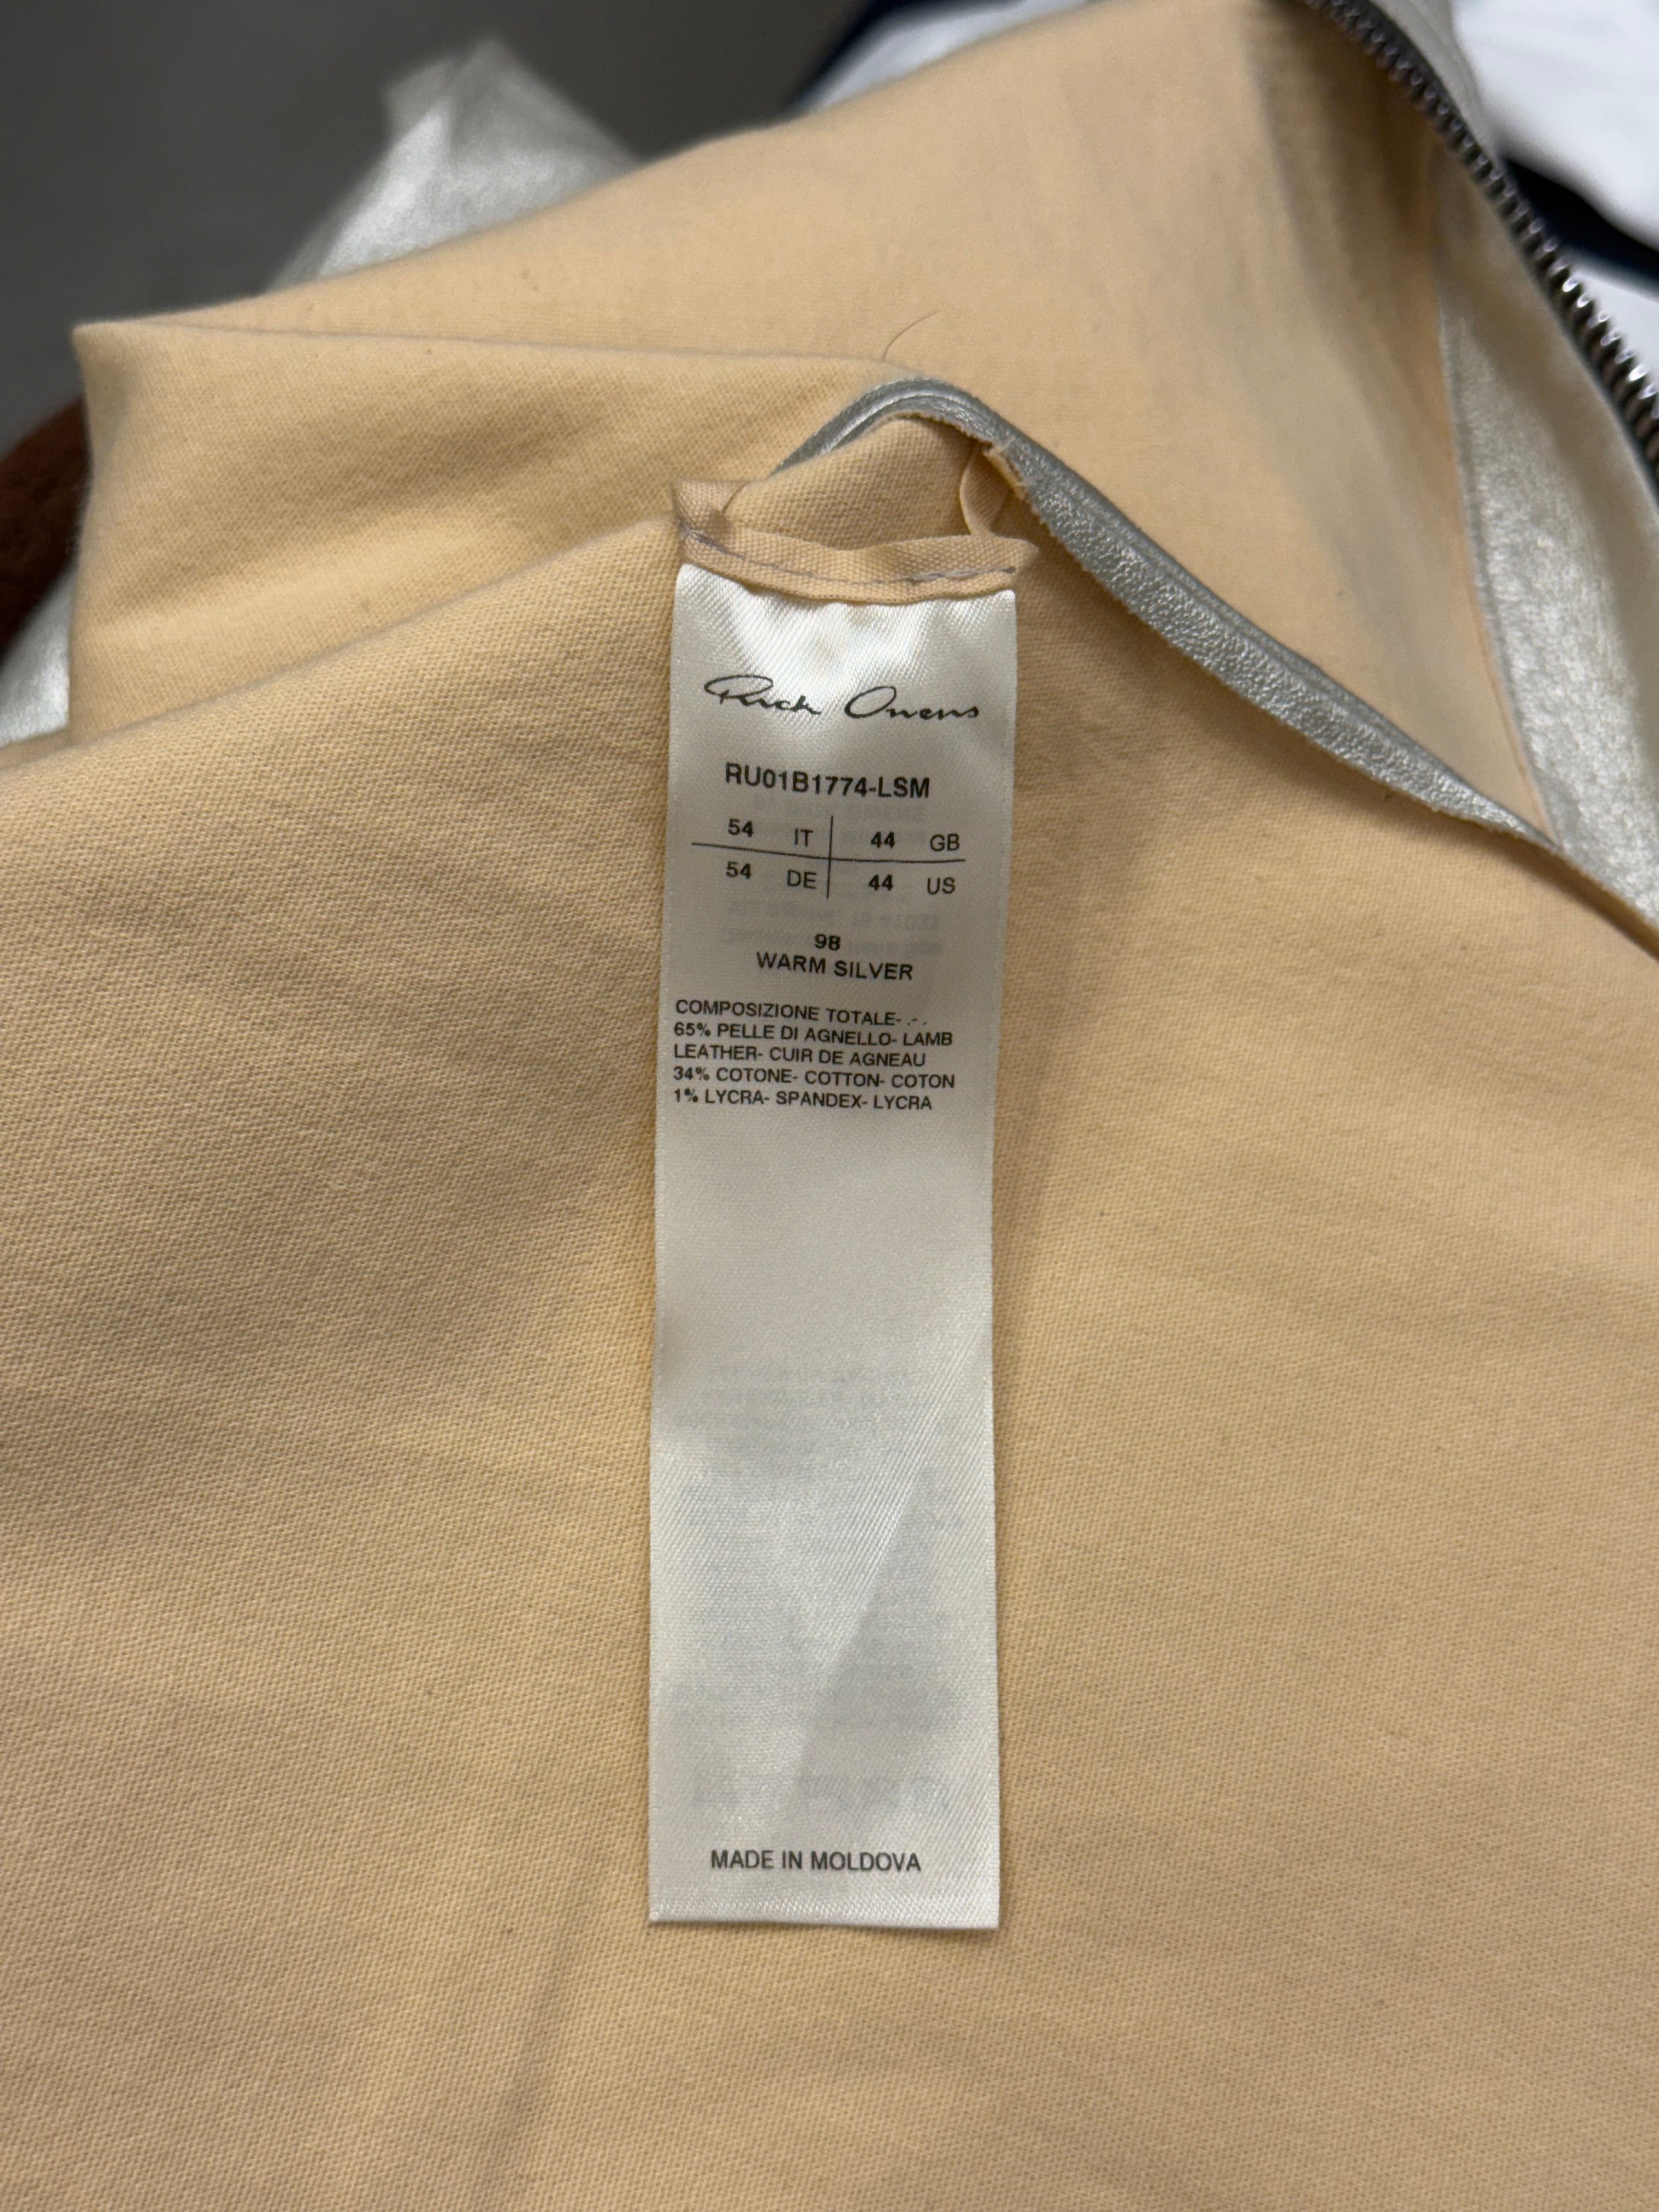 Rick Owens
RU01B1774-LSM
54 IT 44 GB
54 DE 44 US
98
WARM SILVER
COMPOSIZIONE TOTALE- .- .
65% PELLE DI AGNELLO- LAMB
LEATHER- CUIR DE AGNEAU
34% COTONE- COTTON- COTON
1% LYCRA- SPANDEX- LYCRA
MADE IN MOLDOVA